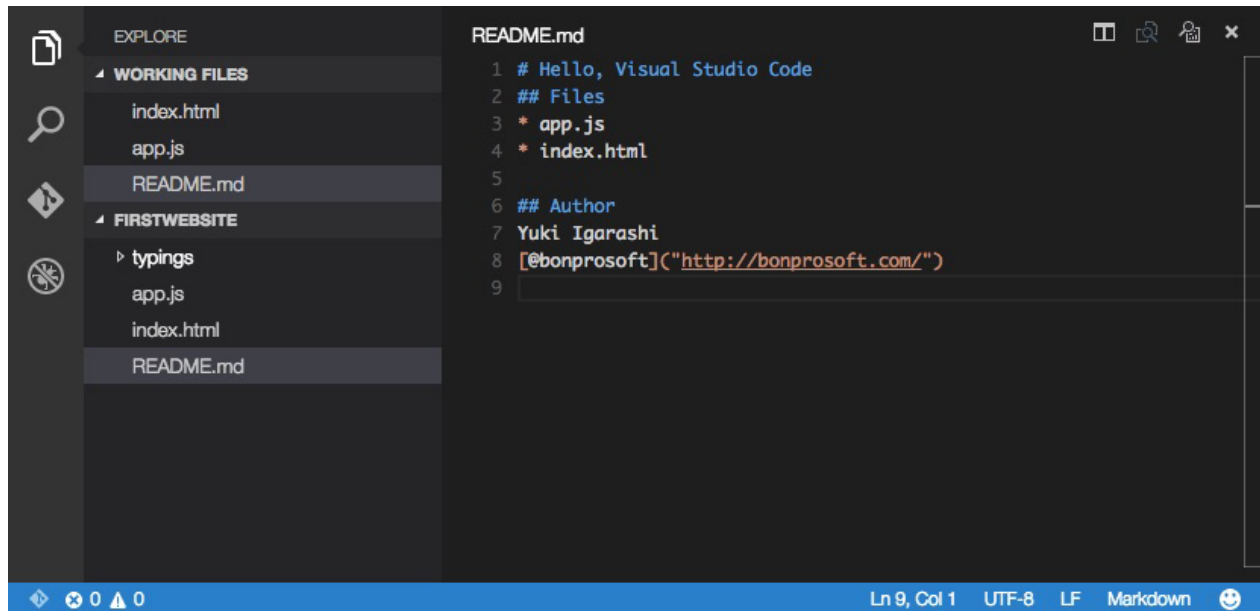 EXPLORE
WORKING FILES
index.html
app.js
README.md
FIRSTWEBSITE
typings
app.js
index.html
README.md
README.md
1 # Hello, Visual Studio Code
2 ## Files
3 * app.js
4 * index.html
5
6 ## Author
7 Yuki Igarashi
8 [@bonprosoft]("http://bonprosoft.com/")
9
0 0 Ln 9, Col 1 UTF-8 LF Markdown